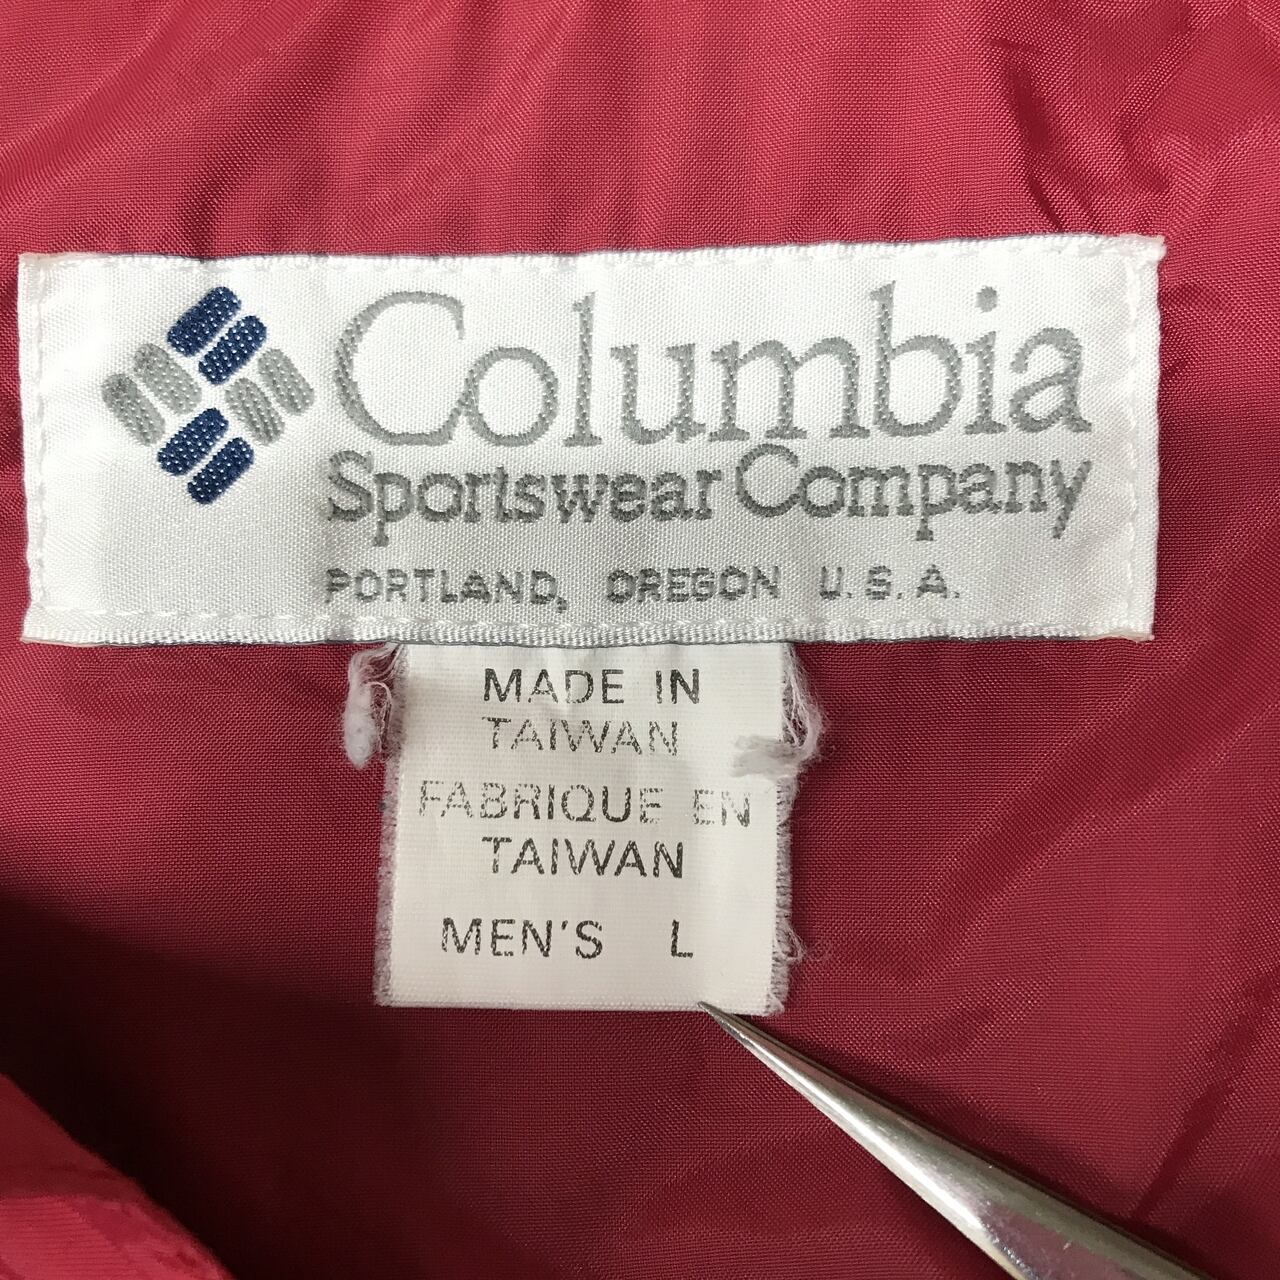 Columbia
Sportswear Company
PORTLAND, OREGON U.S.A.
MADE IN
TAIWAN
FABRIQUE EN
TAIWAN
MEN'S L